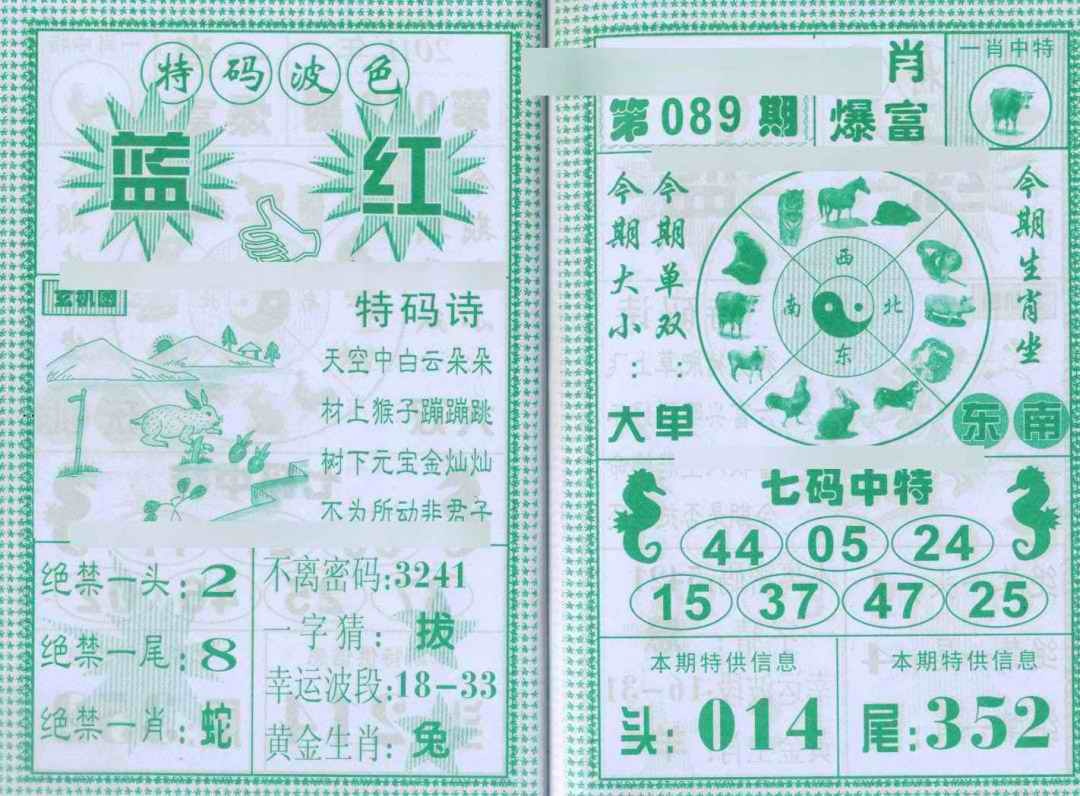 特码波色
蓝 红
玄机图
特码诗
天空中白云朵朵
材上猴子蹦蹦跳
树下元宝金灿灿
不为所动非君子
绝禁一头:2
绝禁一尾:8
绝禁一肖:蛇
不离密码:3241
一字猜:拔
幸运波段:18-33
黄金生肖:兔
第089期
肖
爆富
一肖中特
今期大小:大
今期单双:单
西
南 北
东
今期生肖坐
东南
七码中特
44 05 24
15 37 47 25
本期特供信息
头:014
本期特供信息
尾:352